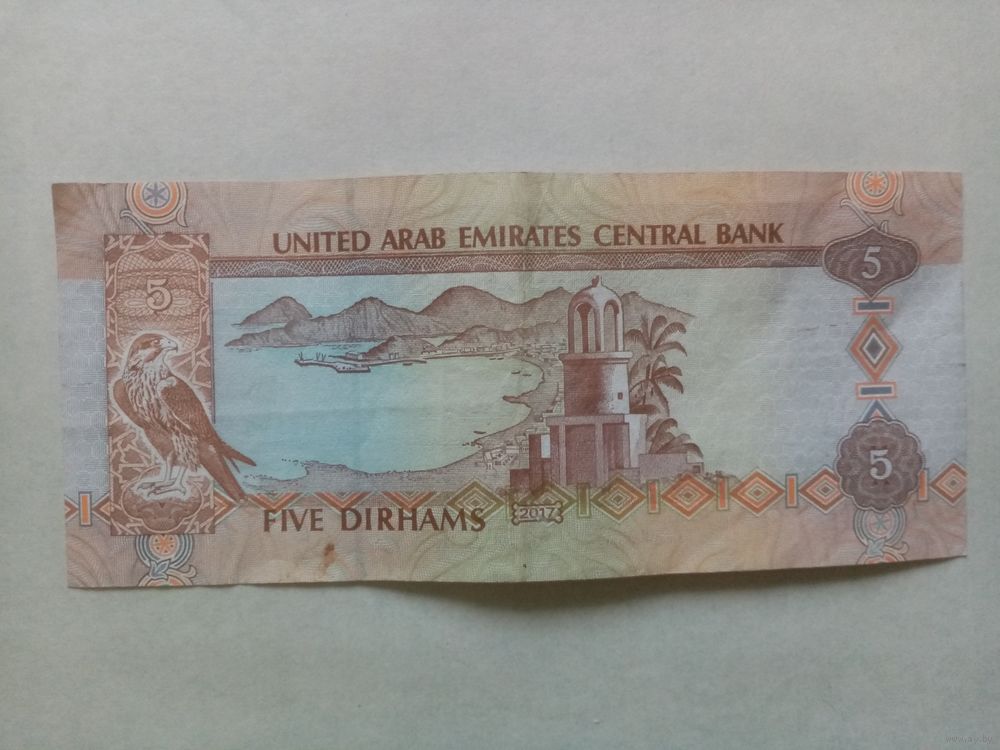 UNITED ARAB EMIRATES CENTRAL BANK
5
5
5
FIVE DIRHAMS
2017